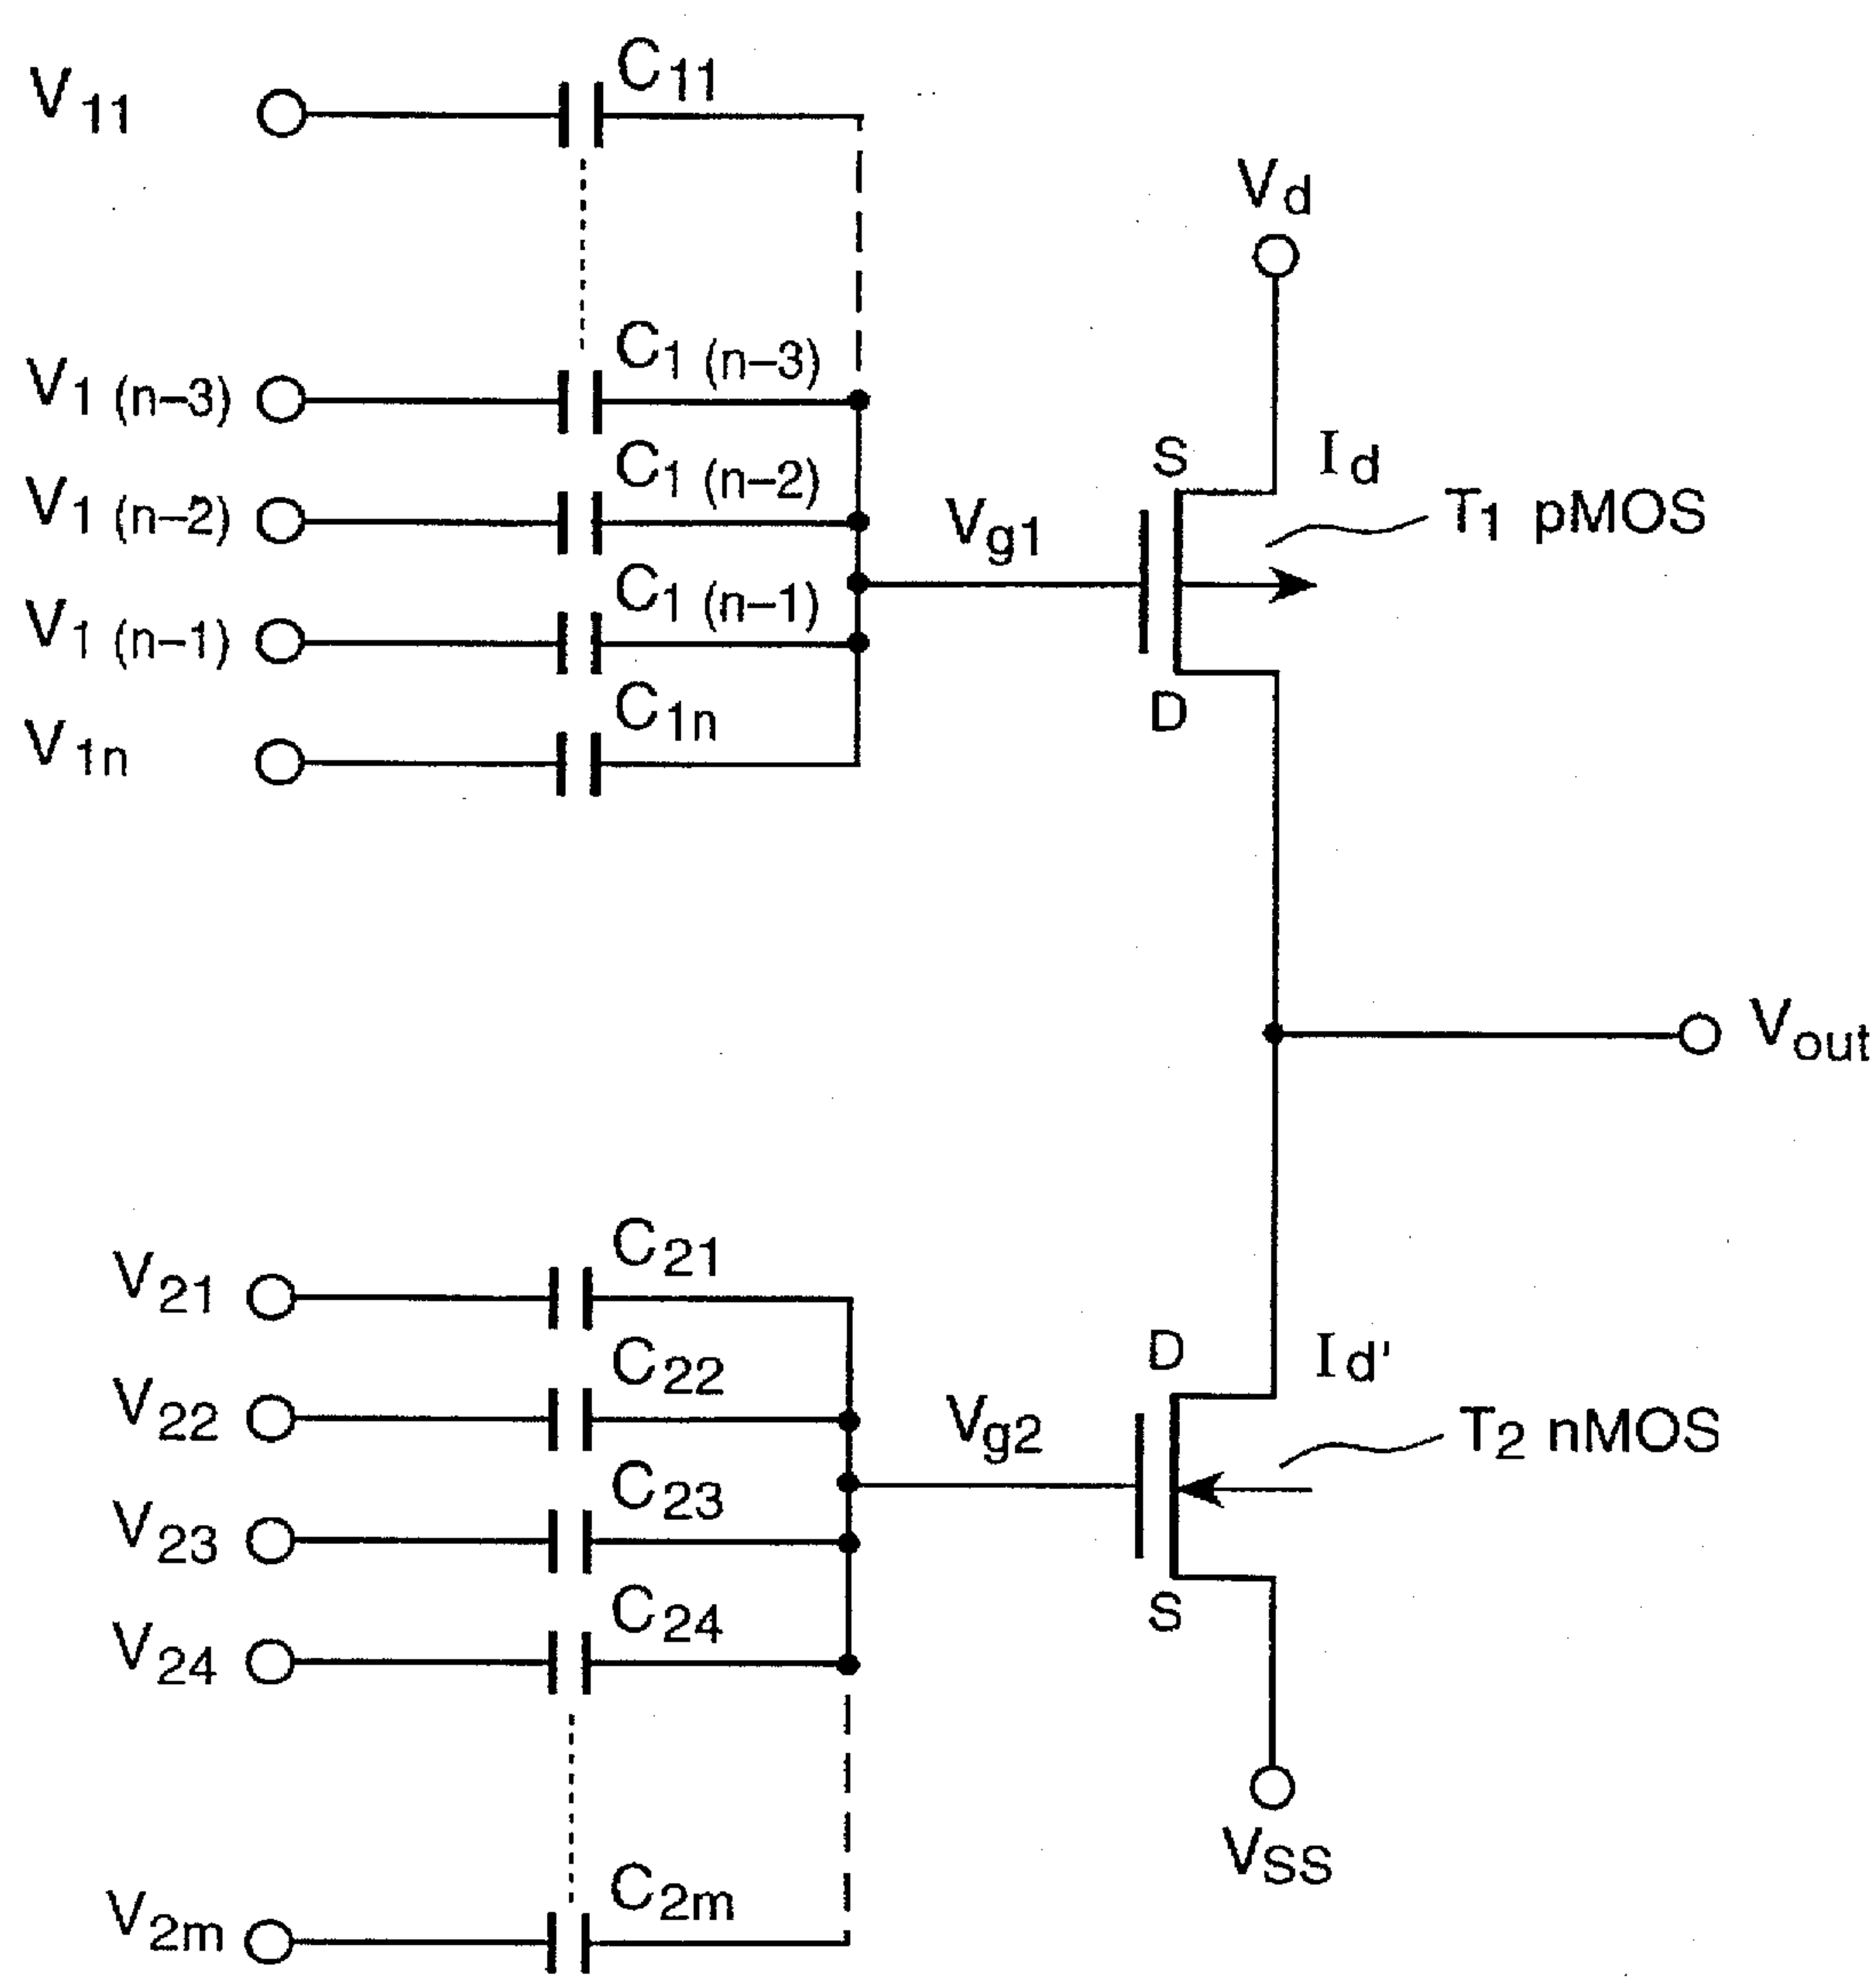 C11
V11
Vd
C1 (n–3)
V1 (n–3)
C1 (n–2)
S
Id
V1 (n–2)
Vg1
T1 pMOS
C1 (n–1)
V1 (n–1)
C1n
D
V1n
Vout
C21
V21
C22
D
Id'
V22
Vg2
T2 nMOS
C23
V23
C24
S
V24
VSS
C2m
V2m